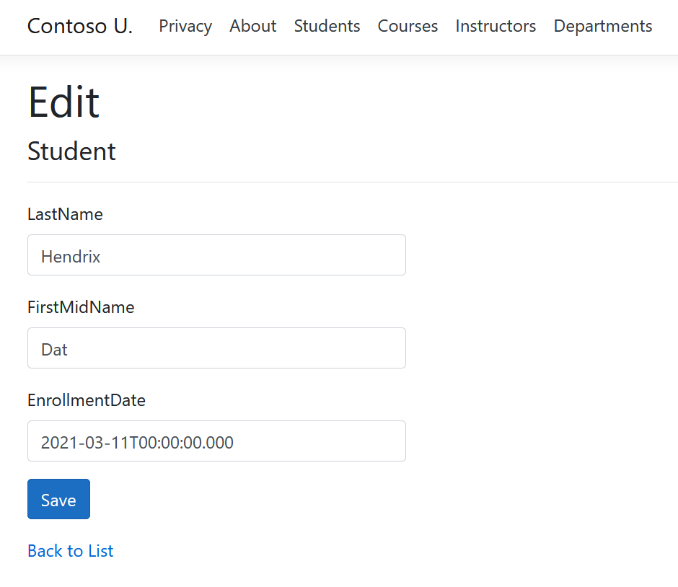 Contoso U. Privacy About Students Courses Instructors Departments
Edit
Student
LastName
Hendrix
FirstMidName
Dat
EnrollmentDate
2021-03-11T00:00:00.000
Save
Back to List